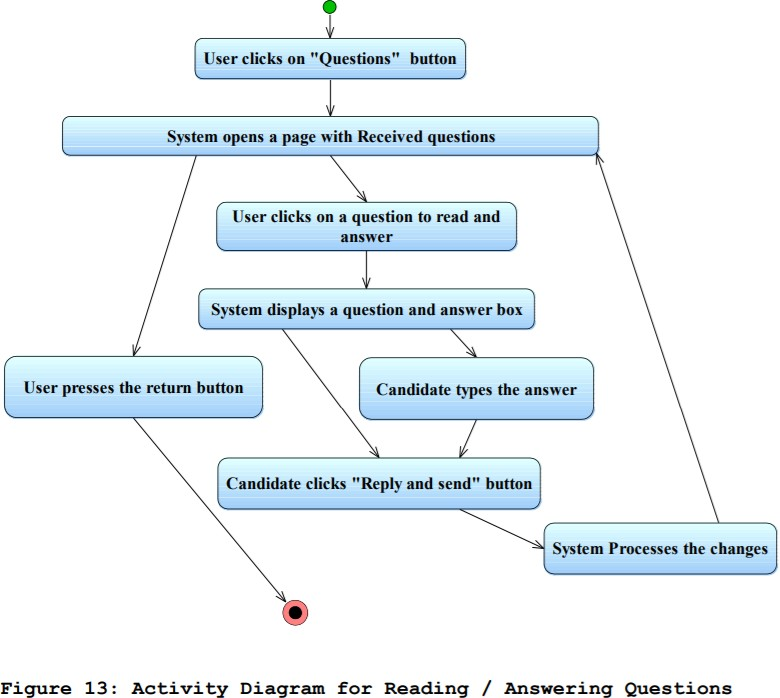 User clicks on "Questions"  button
System opens a page with Received questions
User clicks on a question to read and
answer
System displays a question and answer box
User presses the return button
Candidate types the answer
Candidate clicks "Reply and send" button
System Processes the changes
Figure 13: Activity Diagram for Reading / Answering Questions